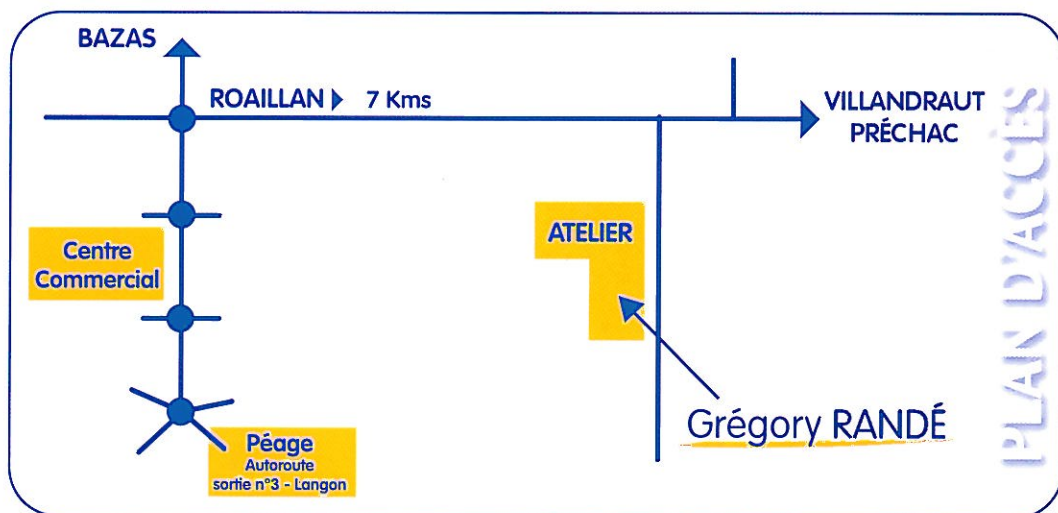 BAZAS
ROAILLAN 7 Kms
VILLANDRAUT
PRÉCHAC
ATELIER
Centre
Commercial
Péage
Autoroute
sortie n°3 - Langon
Grégory RANDÉ
PLAN D'ACCÈS